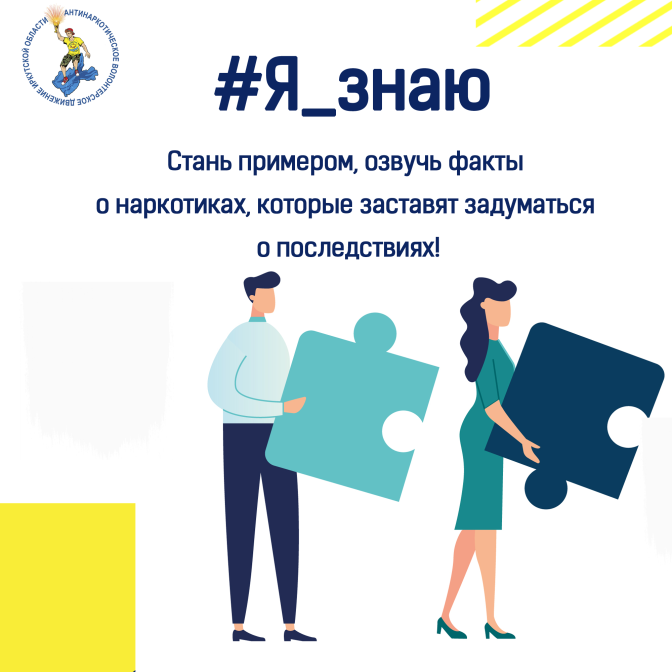 АНТИНАРКОТИЧЕСКОЕ ВОЛОНТЕРСКОЕ ДВИЖЕНИЕ ИРКУТСКОЙ ОБЛАСТИ
#Я_знаю
Стань примером, озвучь факты
о наркотиках, которые заставят задуматься
о последствиях!